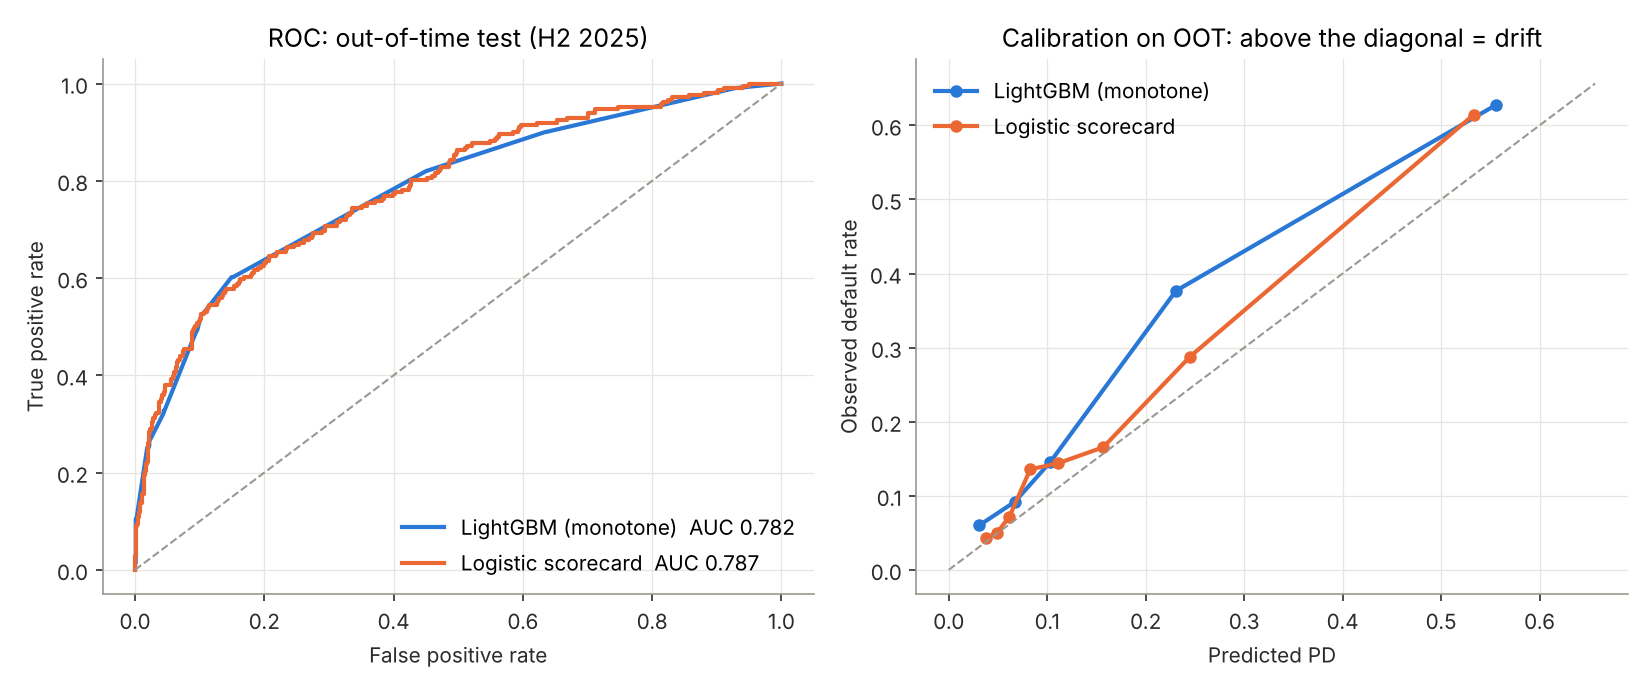 ROC: out-of-time test (H2 2025)
1.0
0.8
0.6
0.4
0.2
0.0
True positive rate
LightGBM (monotone)  AUC 0.782
Logistic scorecard  AUC 0.787
0.0 0.2 0.4 0.6 0.8 1.0
False positive rate
Calibration on OOT: above the diagonal = drift
LightGBM (monotone)
Logistic scorecard
0.6
0.5
0.4
0.3
0.2
0.1
0.0
Observed default rate
0.0 0.1 0.2 0.3 0.4 0.5 0.6
Predicted PD